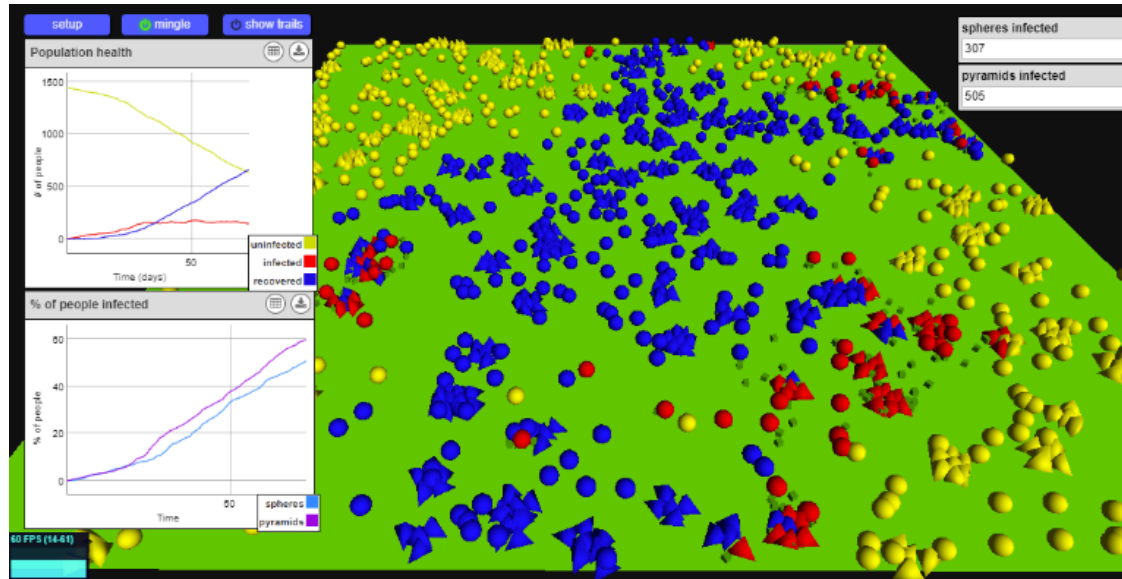 setup
mingle
show trails
Population health
1500
1000
500
0
# of people
50
Time (days)
uninfected
infected
recovered
% of people infected
60
40
20
0
% of people
50
Time
spheres
pyramids
60 FPS (14-61)
spheres infected
307
pyramids infected
505